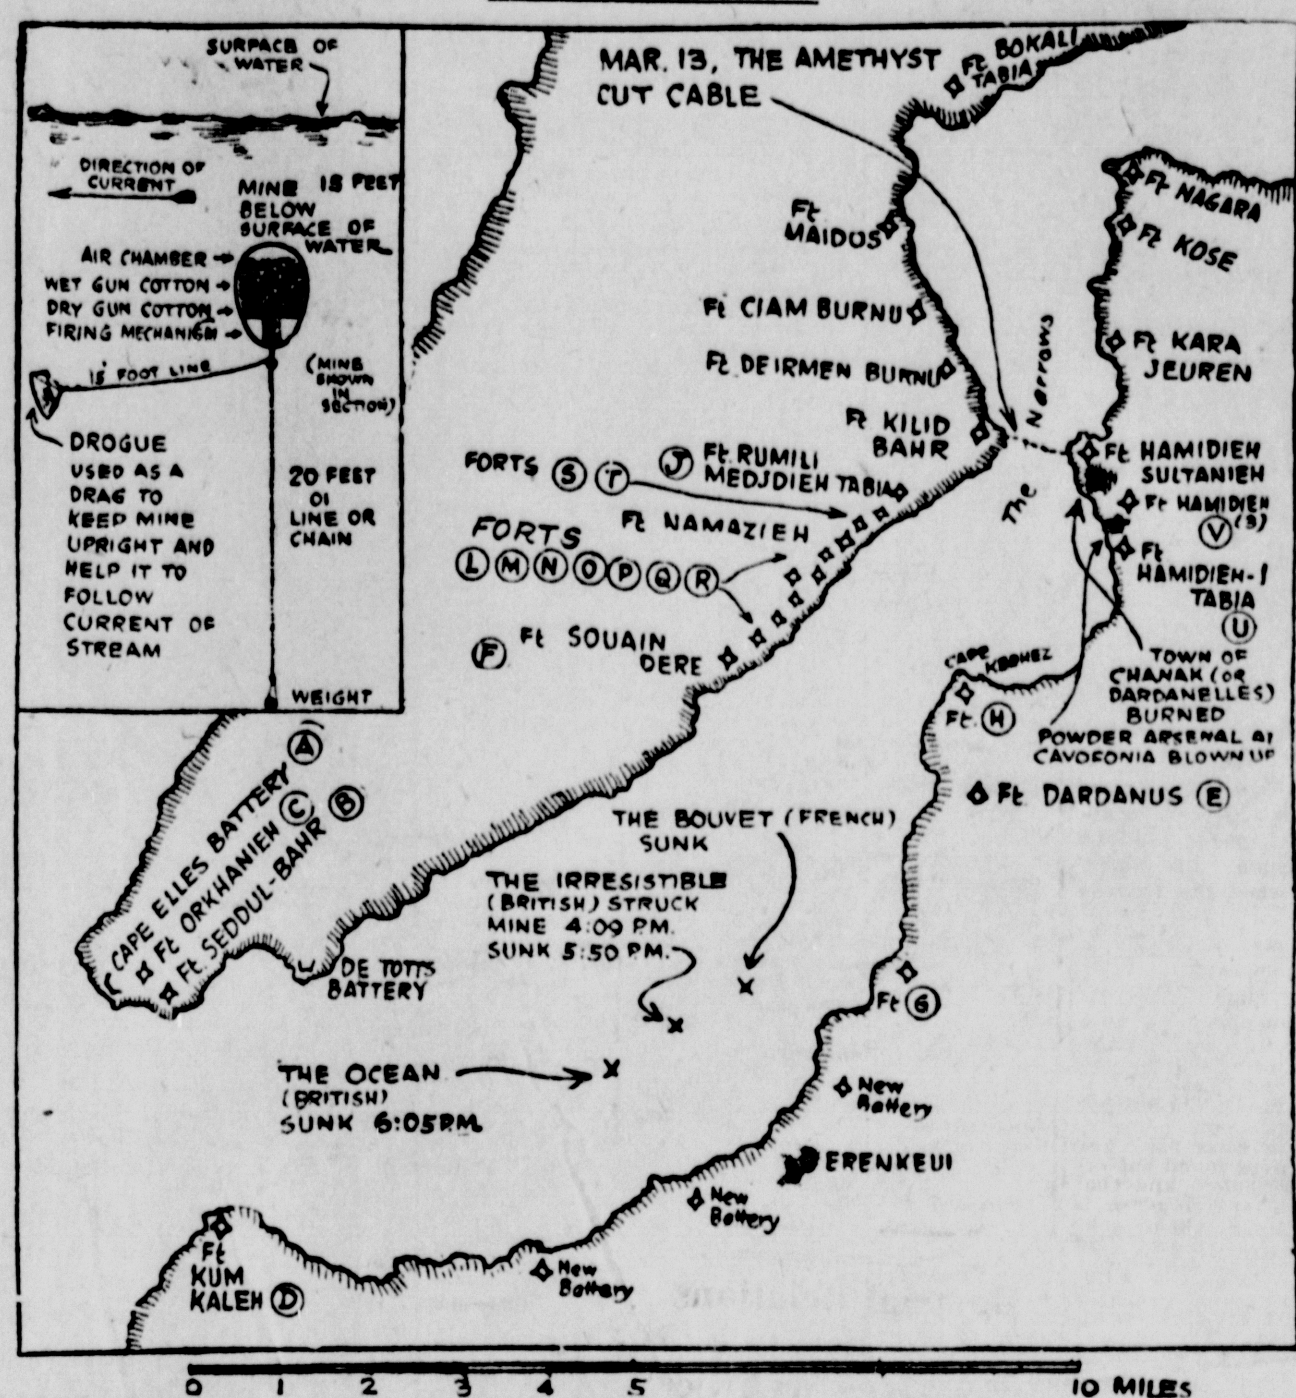 SURFACE OF
WATER
DIRECTION OF
CURRENT
MINE 15 FEET
BELOW
SURFACE OF
WATER
AIR CHAMBER
WET GUN COTTON
DRY GUN COTTON
FIRING MECHANISM
15 FOOT LINE
(MINE
SHOWN
IN
SECTION)
DROGUE
USED AS A
DRAG TO
KEEP MINE
UPRIGHT AND
HELP IT TO
FOLLOW
CURRENT OF
STREAM
20 FEET
OF
LINE OR
CHAIN
WEIGHT
MAR. 13, THE AMETHYST
CUT CABLE
Ft BOKALI
TABIA
Ft NAGARA
Ft KOSE
Ft
MAIDOS
Ft CIAM BURNU
Ft DEIRMEN BURNU
Ft KARA
JEUREN
Ft KILID
BAHR
The Narrows
Ft HAMIDIEH
SULTANIEH
Ft HAMIDIEH
(3)
V
Ft
HAMIDIEH-I
TABIA
U
FORTS S T
J Ft. RUMILI
MEDJDIEH TABIA
Ft NAMAZIEH
FORTS
L M N O P Q R
F Ft SOUAIN
DERE
CAPE KEPHEZ
Ft. H
TOWN OF
CHANAK (OR
DARDANELLES)
BURNED
POWDER ARSENAL AT
CAVOFONIA BLOWN UP
Ft DARDANUS E
CAPE ELLES BATTERY A
Ft ORKHANIEH C
Ft. SEDDUL-BAHR B
DE TOTTS
BATTERY
THE BOUVET (FRENCH)
SUNK
THE IRRESISTIBLE
(BRITISH) STRUCK
MINE 4:09 P.M.
SUNK 5:50 P.M.
THE OCEAN
(BRITISH)
SUNK 6:05 P.M.
Ft G
New
Battery
ERENKEUI
New
Battery
New
Battery
Ft
KUM
KALEH D
0 1 2 3 4 5 10 MILES